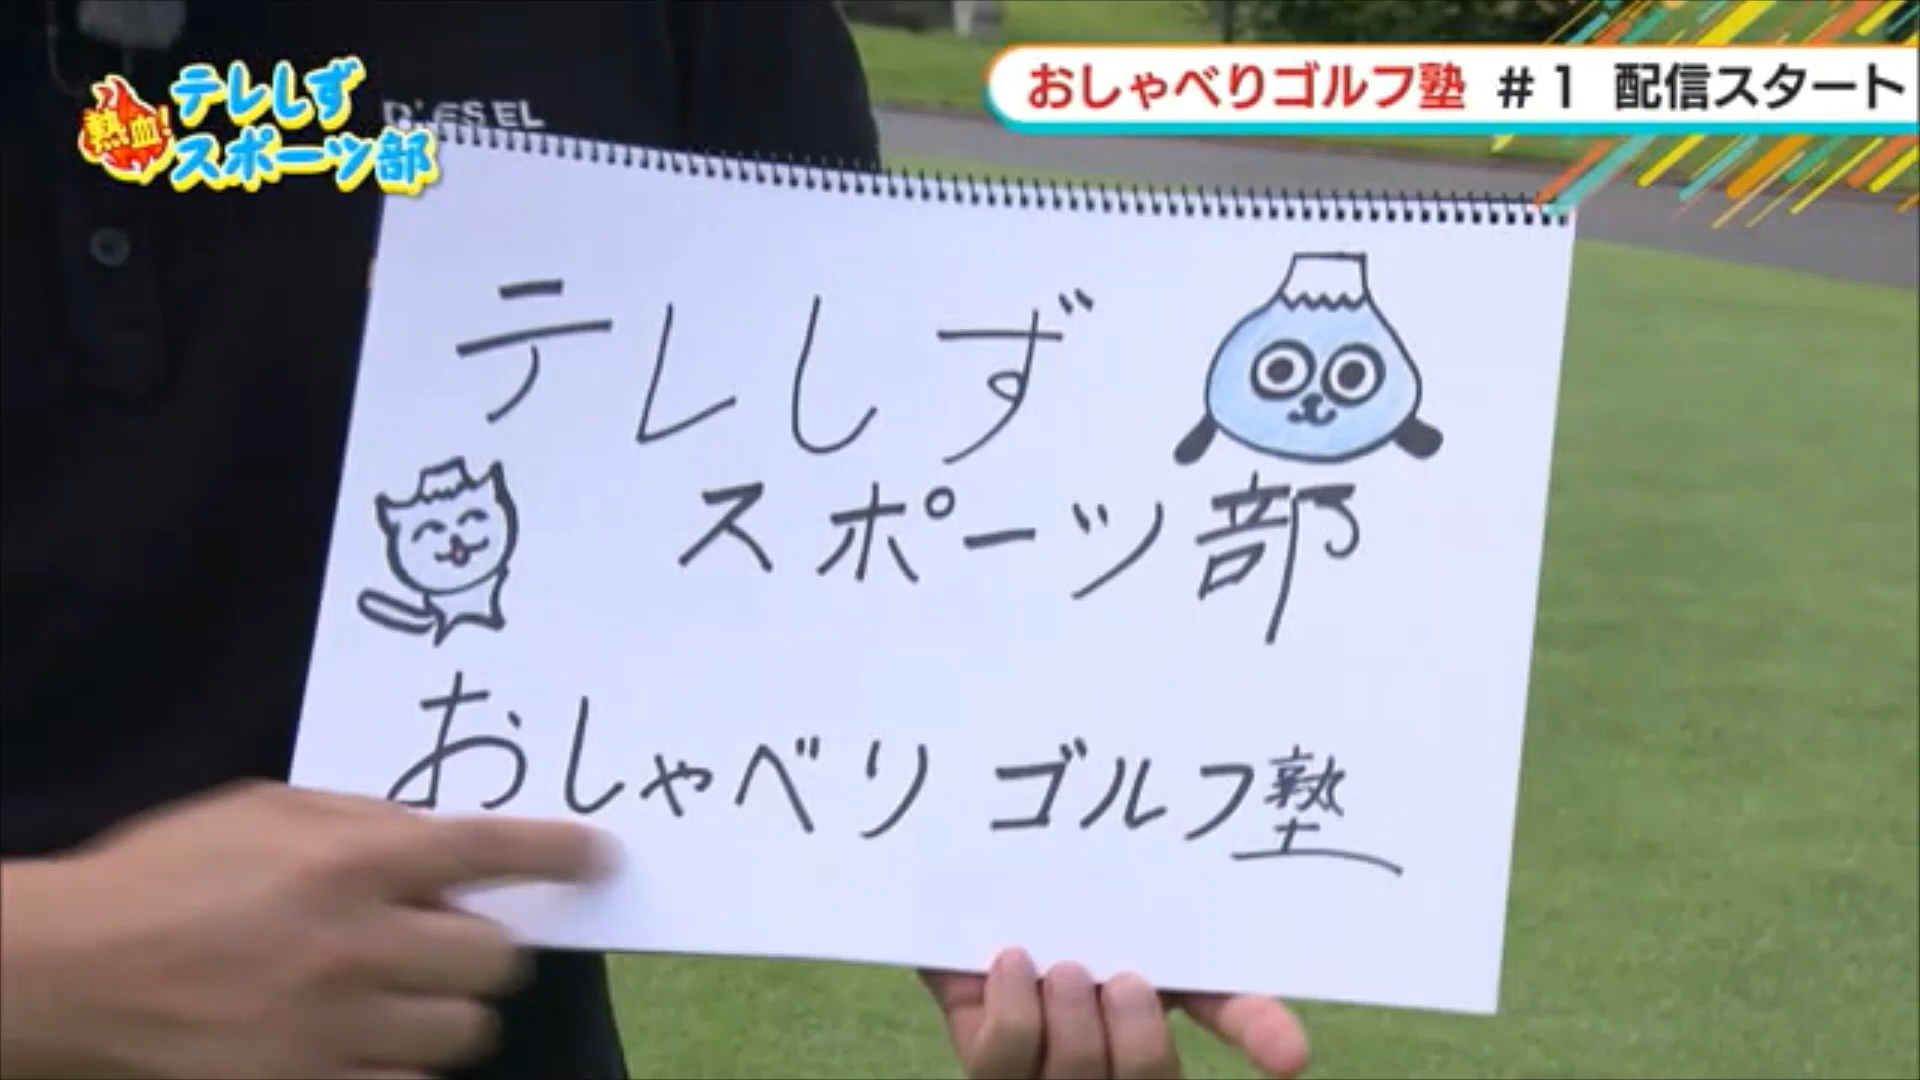 熱血!
テレしず
スポーツ部
DIESEL
おしゃべりゴルフ塾 #1 配信スタート
テレしず
スポーツ部
おしゃべり ゴルフ塾